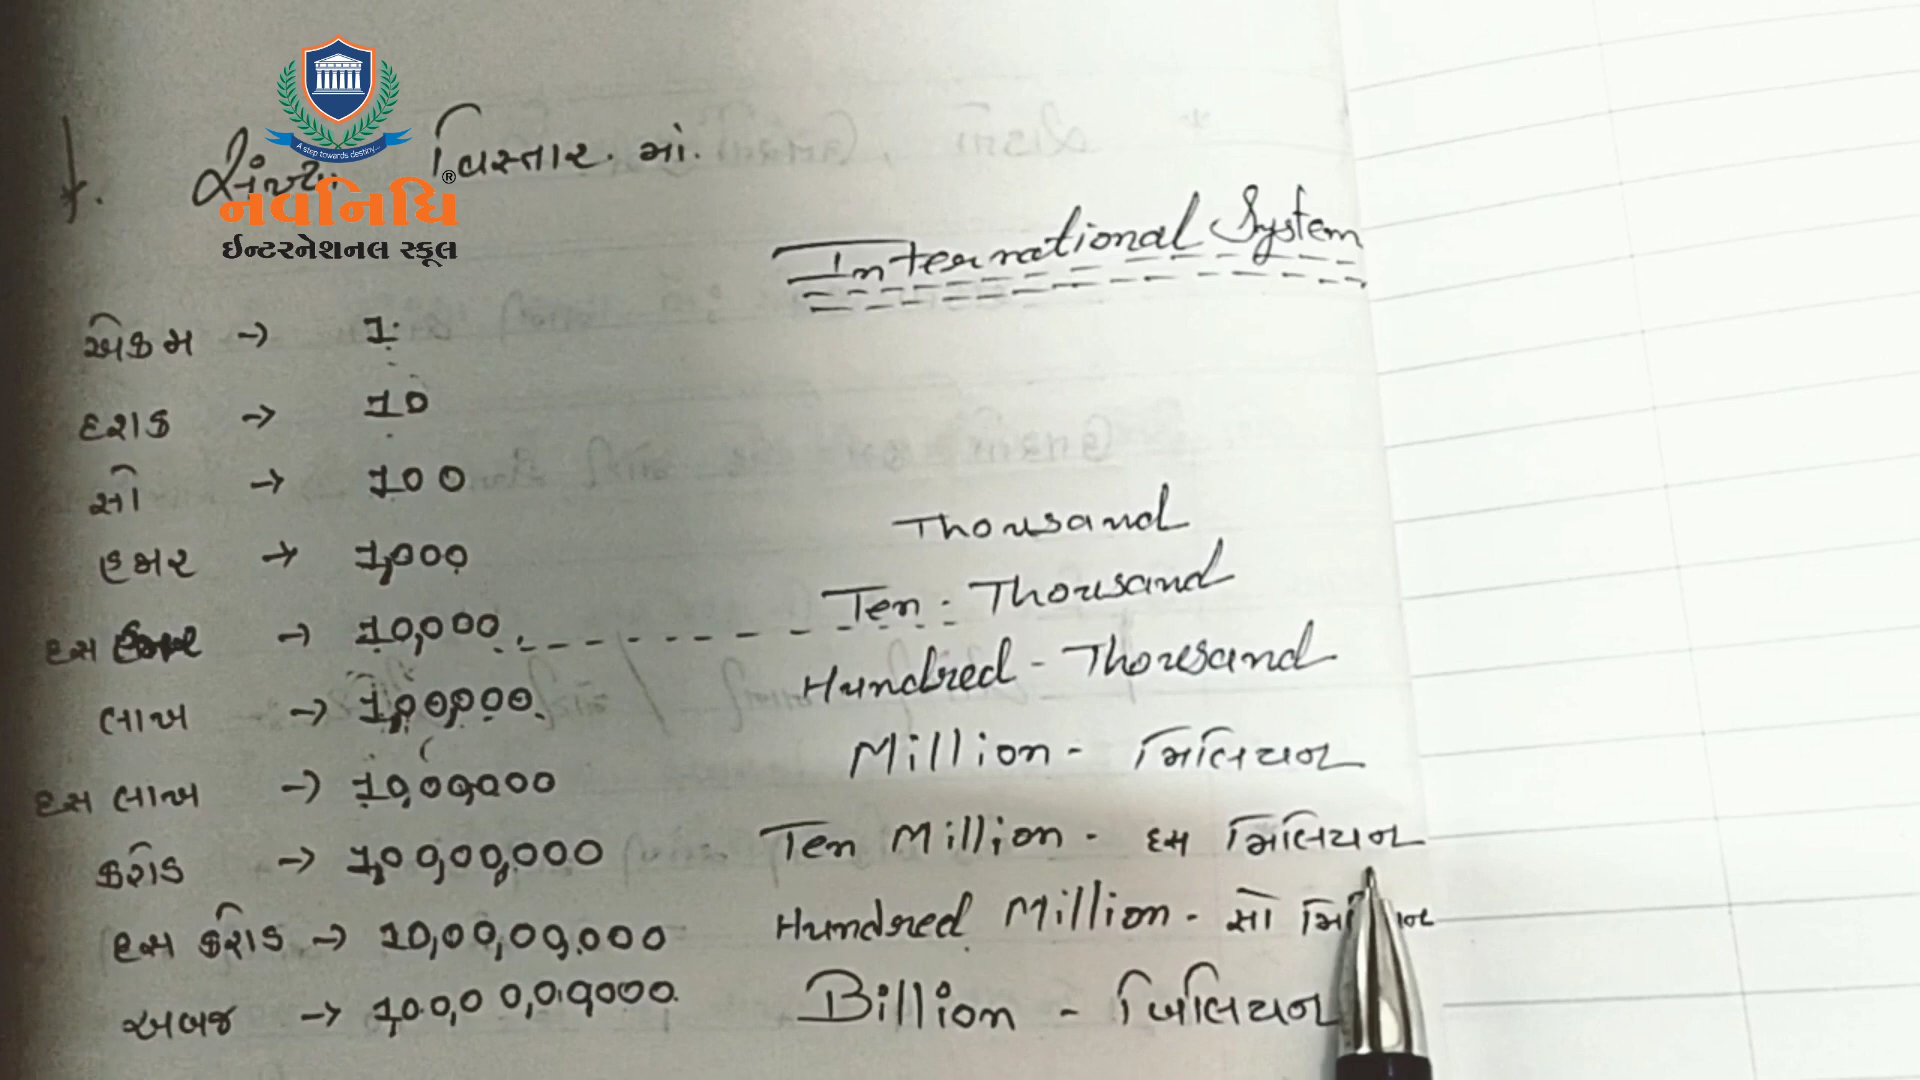 A step towards destiny...
નવનિધિ ®
ઈન્ટરનેશનલ સ્કૂલ
*. સંખ્યા વિસ્તાર. માં.
International System
એકમ → 1
દશક → 10
સો → 100
હજાર → 1,000 Thousand
દસ હજાર → 10,000 Ten - Thousand
લાખ → 1,00,000 Hundred - Thousand
દસ લાખ → 10,00,000 Million - મિલિયન
કરોડ → 1,00,00,000 Ten Million - દસ મિલિયન
દસ કરોડ → 10,00,00,000 Hundred Million - સો
અબજ → 1,00,00,00,000 Billion - બિલિયન